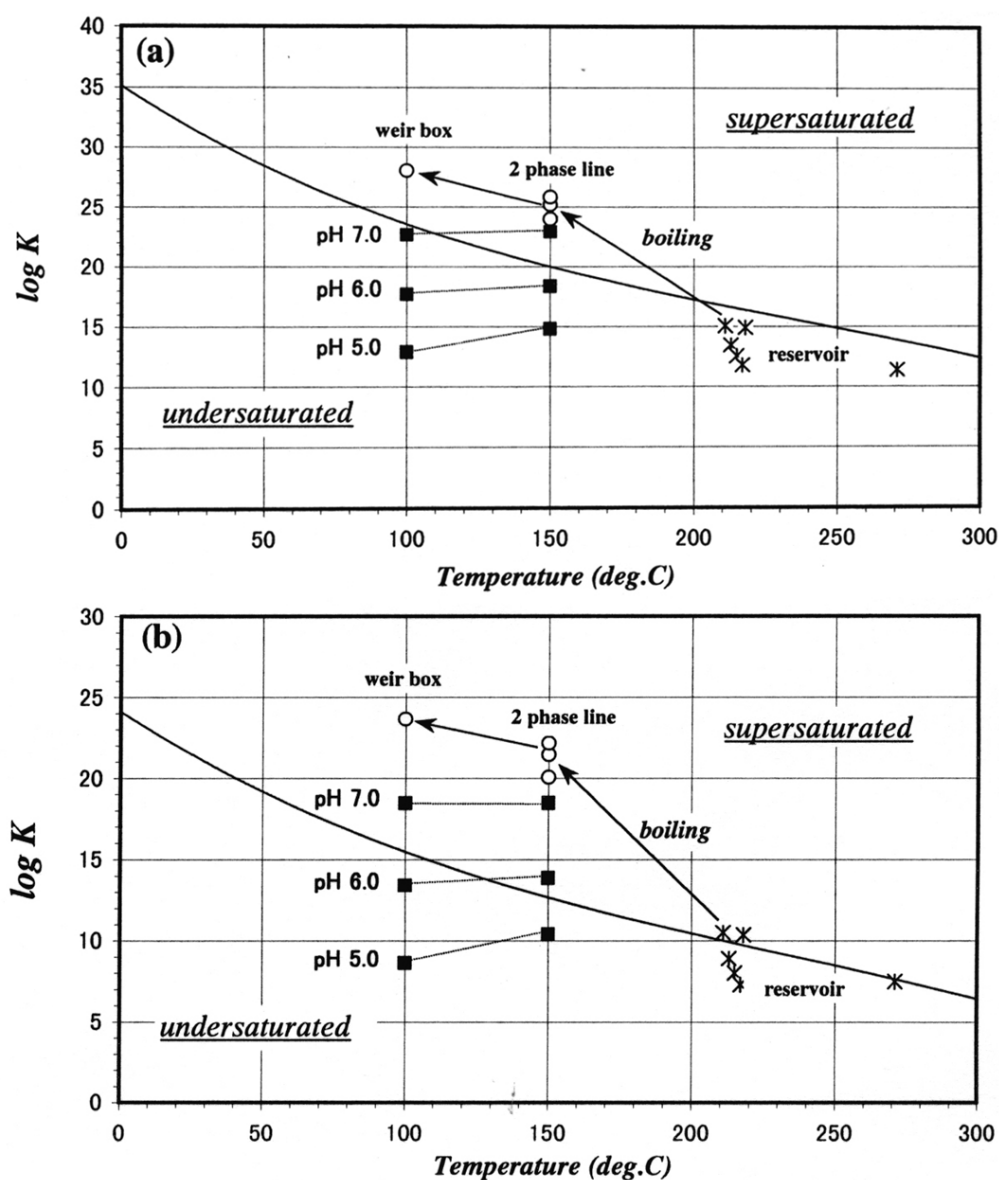 (a)
40
35
30
25
20
15
10
5
0
log K
supersaturated
weir box
2 phase line
boiling
pH 7.0
pH 6.0
pH 5.0
reservoir
undersaturated
0 50 100 150 200 250 300
Temperature (deg.C)
(b)
30
25
20
15
10
5
0
log K
weir box
2 phase line
supersaturated
pH 7.0
boiling
pH 6.0
pH 5.0
reservoir
undersaturated
0 50 100 150 200 250 300
Temperature (deg.C)